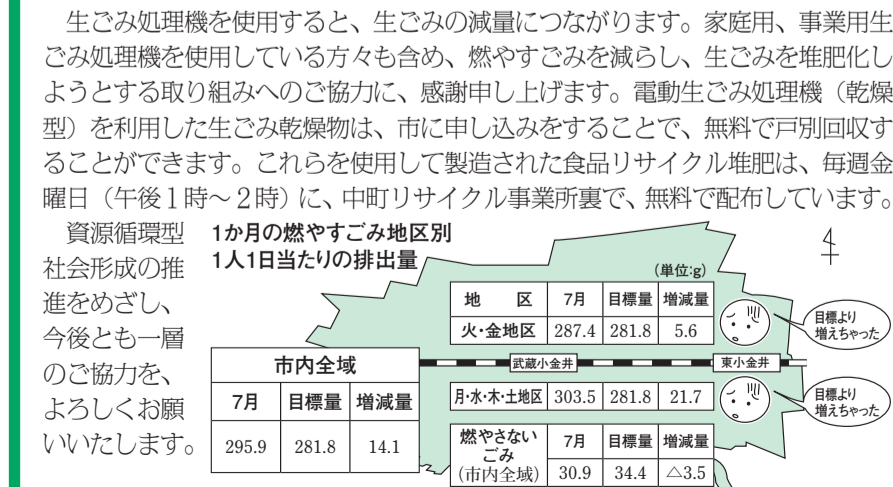 生ごみ処理機を使用すると、生ごみの減量につながります。家庭用、事業用生
ごみ処理機を使用している方々も含め、燃やすごみを減らし、生ごみを堆肥化し
ようとする取り組みへのご協力に、感謝申し上げます。電動生ごみ処理機（乾燥
型）を利用した生ごみ乾燥物は、市に申し込みをすることで、無料で戸別回収す
ることができます。これらを使用して製造された食品リサイクル堆肥は、毎週金
曜日（午後１時～２時）に、中町リサイクル事業所裏で、無料で配布しています。
　資源循環型
社会形成の推
進をめざし、
今後とも一層
のご協力を、
よろしくお願
いいたします。
1か月の燃やすごみ地区別
1人1日当たりの排出量
(単位:g)
地　区 7月 目標量 増減量
火・金地区 287.4 281.8 5.6
目標より
増えちゃった
武蔵小金井 東小金井
市内全域
7月 目標量 増減量
295.9 281.8 14.1
月・水・木・土地区 303.5 281.8 21.7
目標より
増えちゃった
燃やさない
ごみ
(市内全域)
7月 目標量 増減量
30.9 34.4 △3.5